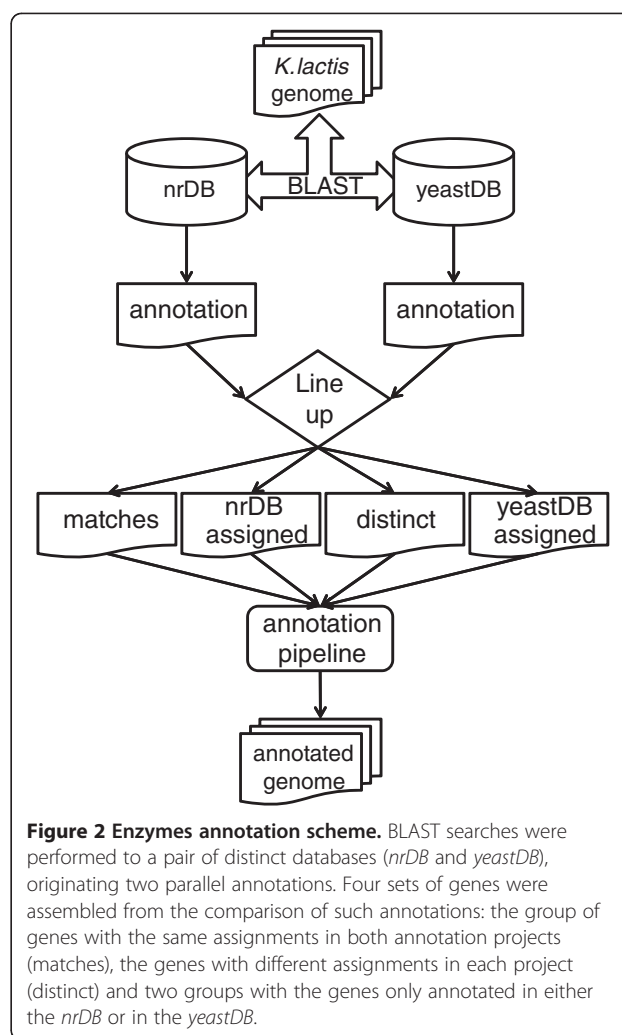 K.lactis
genome
nrDB
BLAST
yeastDB
annotation
annotation
Line
up
matches
nrDB
assigned
distinct
yeastDB
assigned
annotation
pipeline
annotated
genome
Figure 2 Enzymes annotation scheme. BLAST searches were
performed to a pair of distinct databases (nrDB and yeastDB),
originating two parallel annotations. Four sets of genes were
assembled from the comparison of such annotations: the group of
genes with the same assignments in both annotation projects
(matches), the genes with different assignments in each project
(distinct) and two groups with the genes only annotated in either
the nrDB or in the yeastDB.